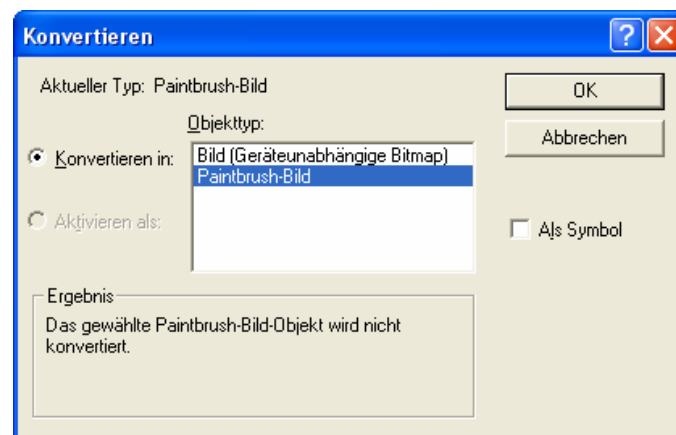 Konvertieren
Aktueller Typ: Paintbrush-Bild
OK
Objekttyp:
Abbrechen
Konvertieren in:
Bild (Geräteunabhängige Bitmap)
Paintbrush-Bild
Aktivieren als:
Als Symbol
Ergebnis
Das gewählte Paintbrush-Bild-Objekt wird nicht
konvertiert.